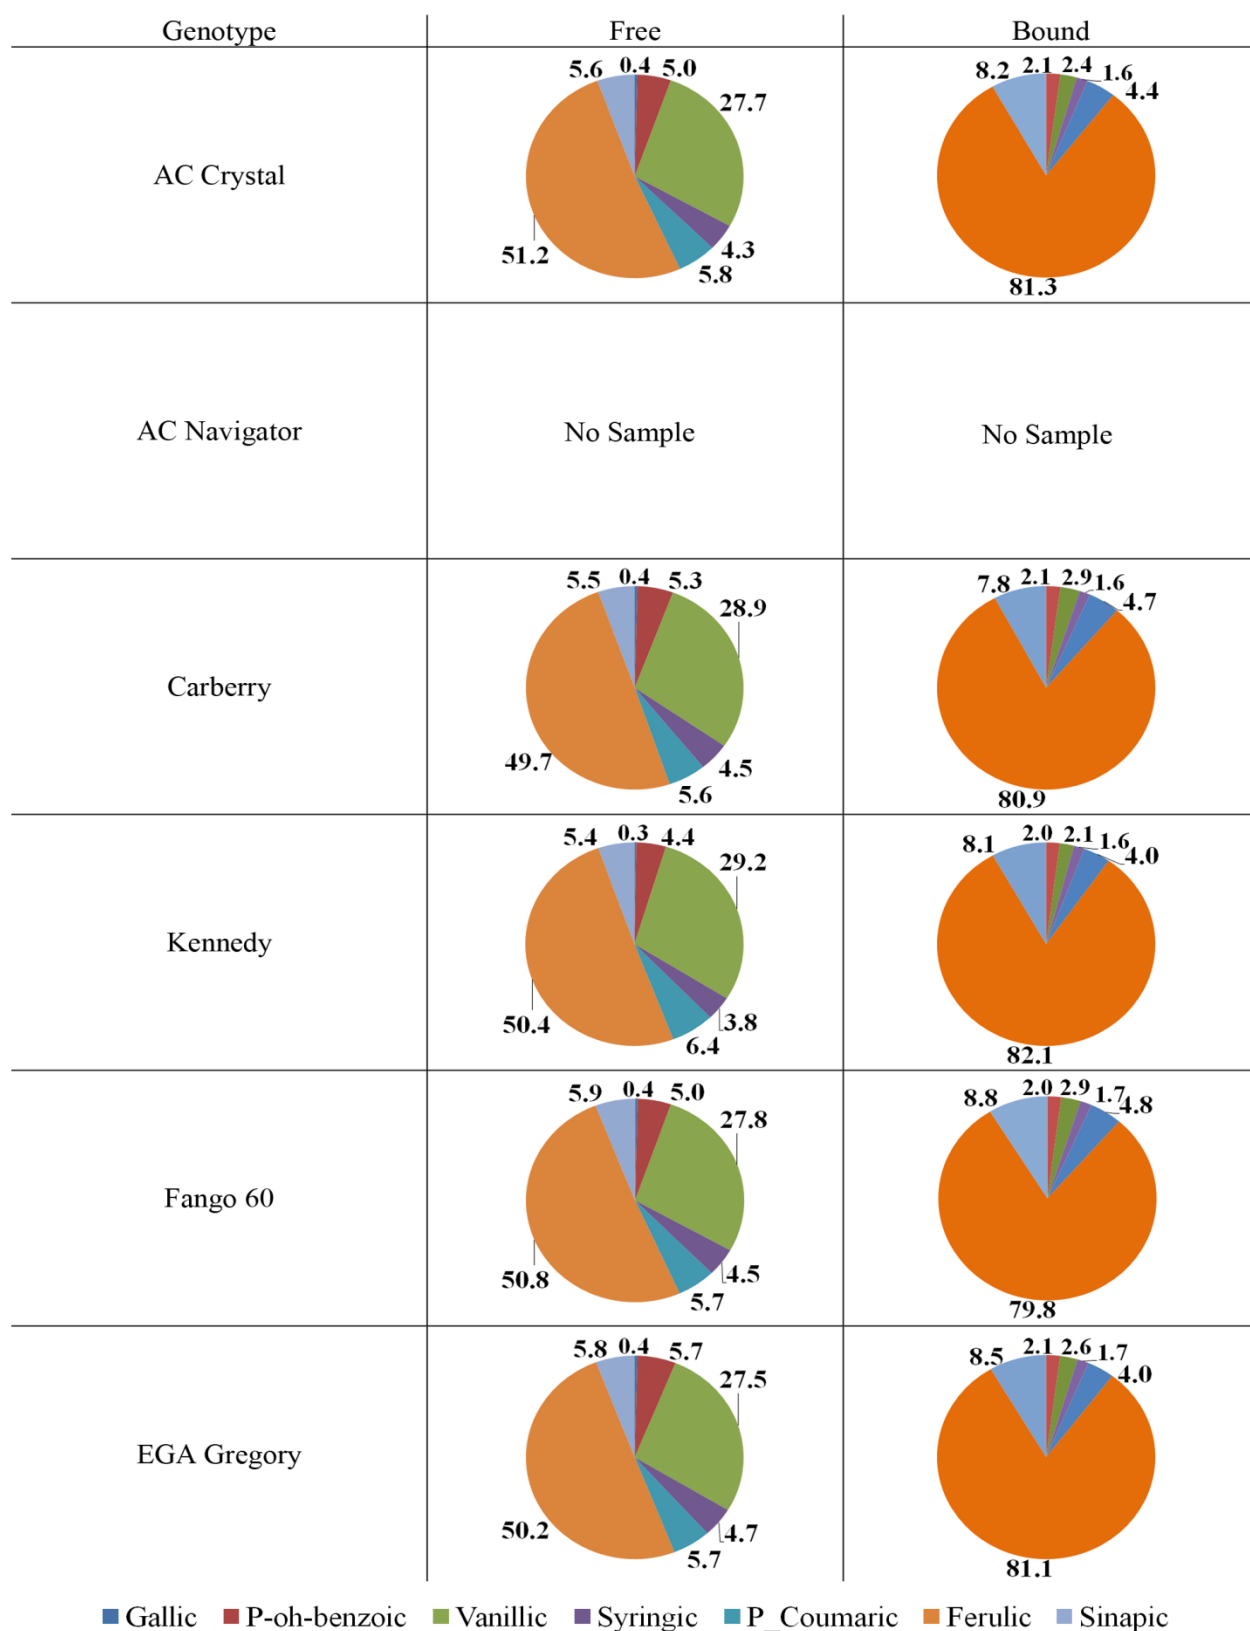 Genotype Free Bound
5.6 0.4 5.0 27.7 4.3 5.8 51.2
8.2 2.1 2.4 1.6 4.4 81.3
AC Crystal
AC Navigator No Sample No Sample
5.5 0.4 5.3 28.9 4.5 5.6 49.7
7.8 2.1 2.9 1.6 4.7 80.9
Carberry
5.4 0.3 4.4 29.2 3.8 6.4 50.4
8.1 2.0 2.1 1.6 4.0 82.1
Kennedy
5.9 0.4 5.0 27.8 4.5 5.7 50.8
8.8 2.0 2.9 1.7 4.8 79.8
Fango 60
5.8 0.4 5.7 27.5 4.7 5.7 50.2
8.5 2.1 2.6 1.7 4.0 81.1
EGA Gregory
Gallic P-oh-benzoic Vanillic Syringic P_Coumaric Ferulic Sinapic